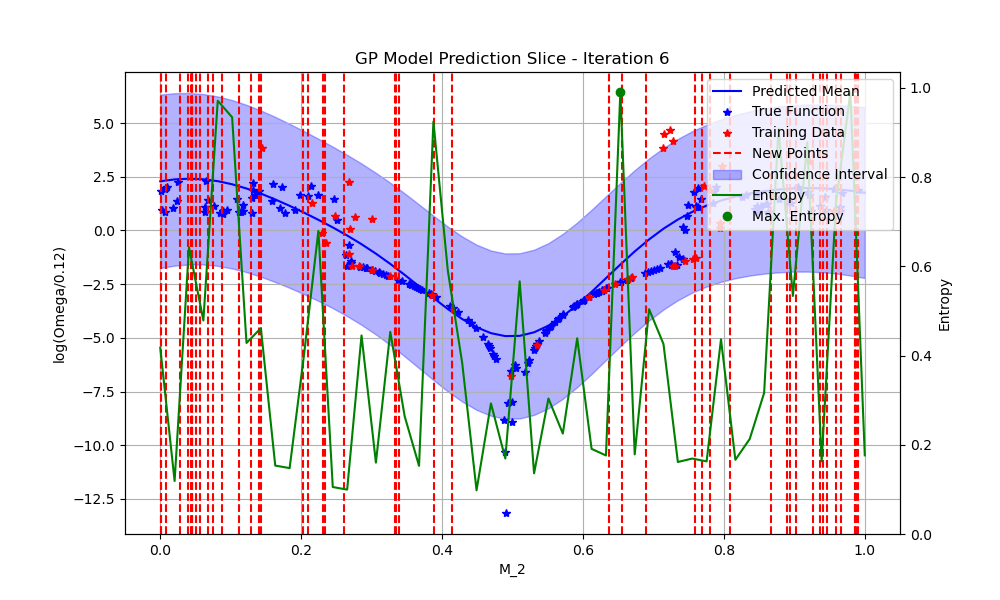 GP Model Prediction Slice - Iteration 6
Predicted Mean
True Function
Training Data
New Points
Confidence Interval
Entropy
Max. Entropy
log(Omega/0.12)
5.0
2.5
0.0
−2.5
−5.0
−7.5
−10.0
−12.5
1.0
0.8
0.6
0.4
0.2
0.0
Entropy
0.0
0.2
0.4
0.6
0.8
1.0
M_2